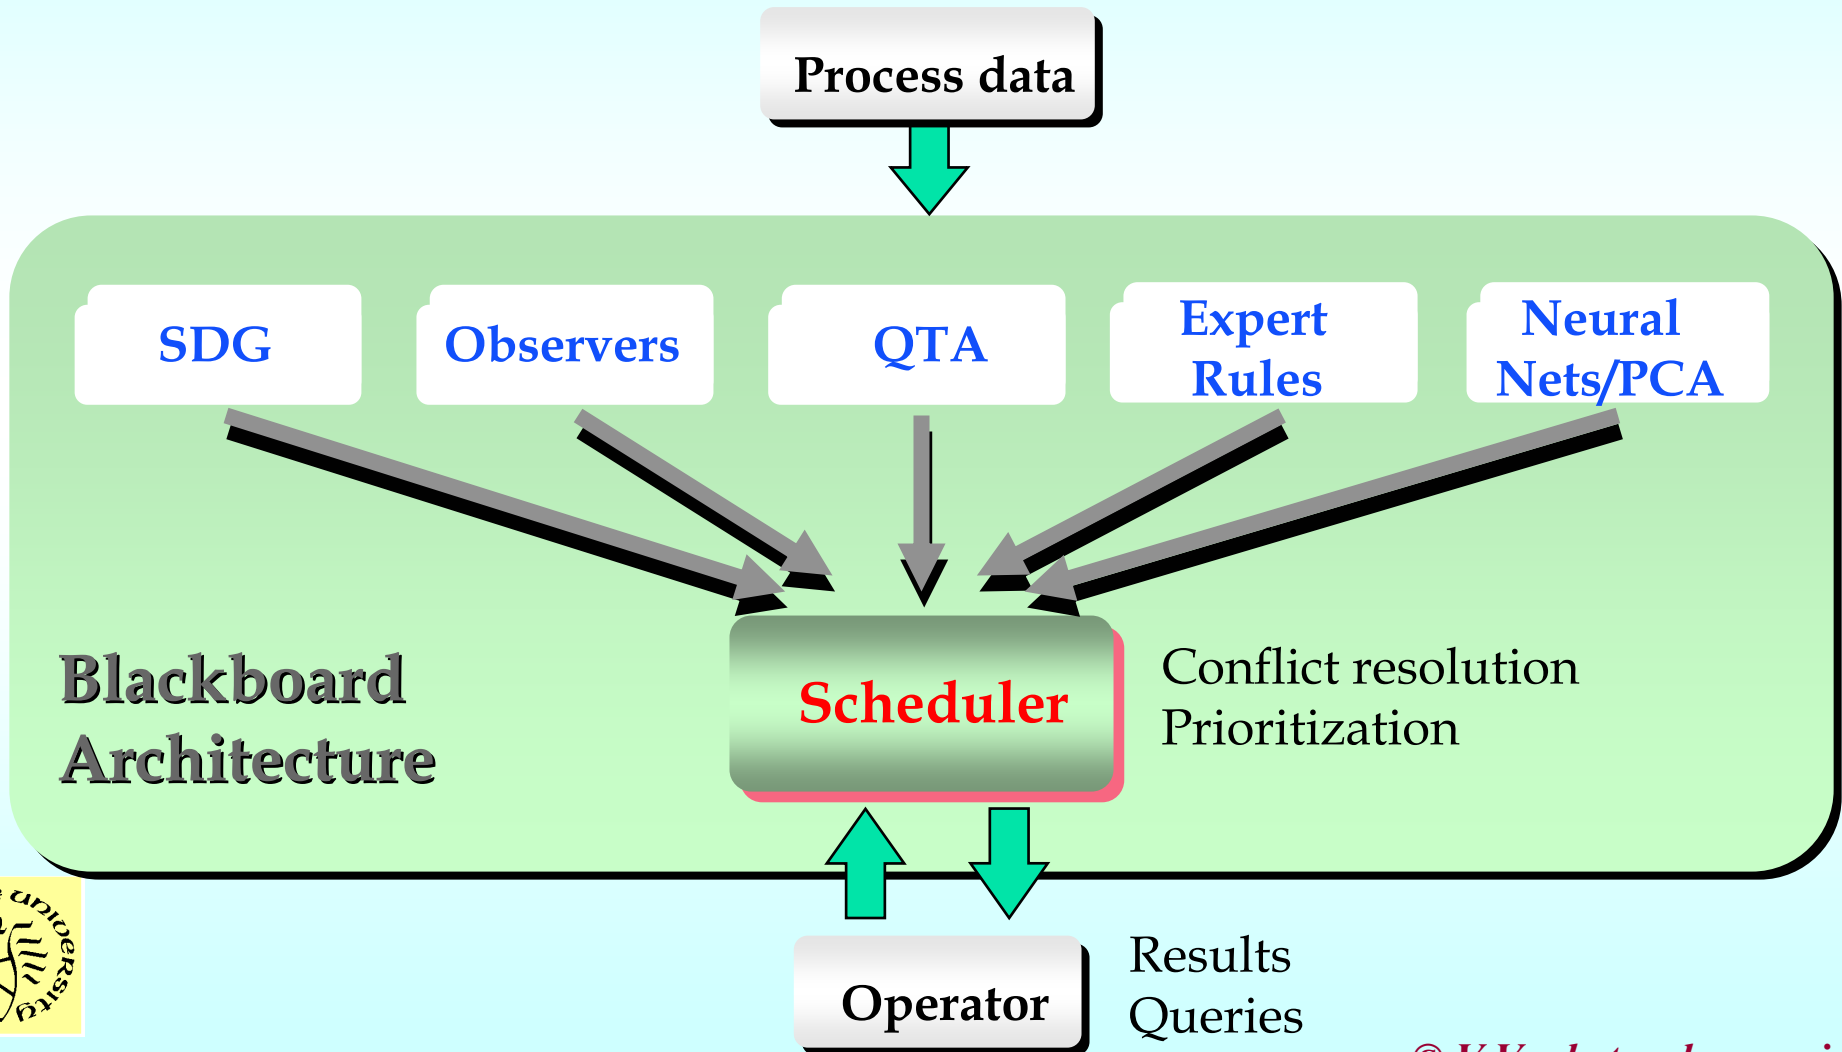 Process data
SDG
Observers
QTA
Expert
Rules
Neural
Nets/PCA
Blackboard
Architecture
Scheduler
Conflict resolution
Prioritization
Operator
Results
Queries
University
©